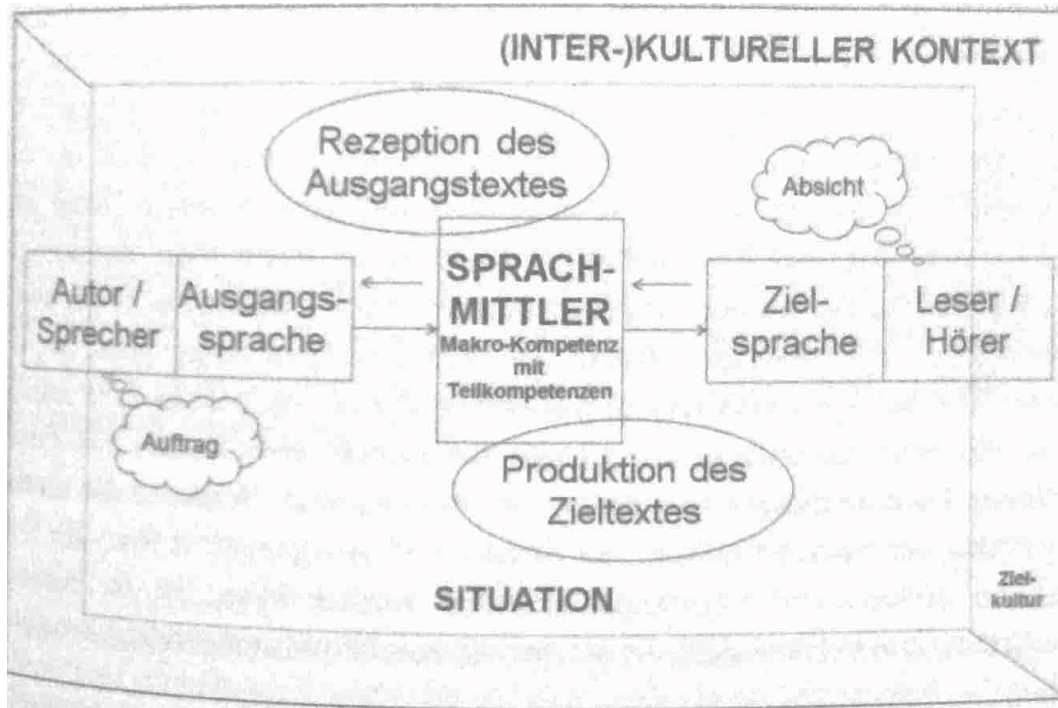 (INTER-)KULTURELLER KONTEXT
Rezeption des
Ausgangstextes
Absicht
Autor /
Sprecher
Ausgangs-
sprache
SPRACH-
MITTLER
Makro-Kompetenz
mit
Teilkompetenzen
Ziel-
sprache
Leser /
Hörer
Auftrag
Produktion des
Zieltextes
SITUATION
Ziel-
kultur